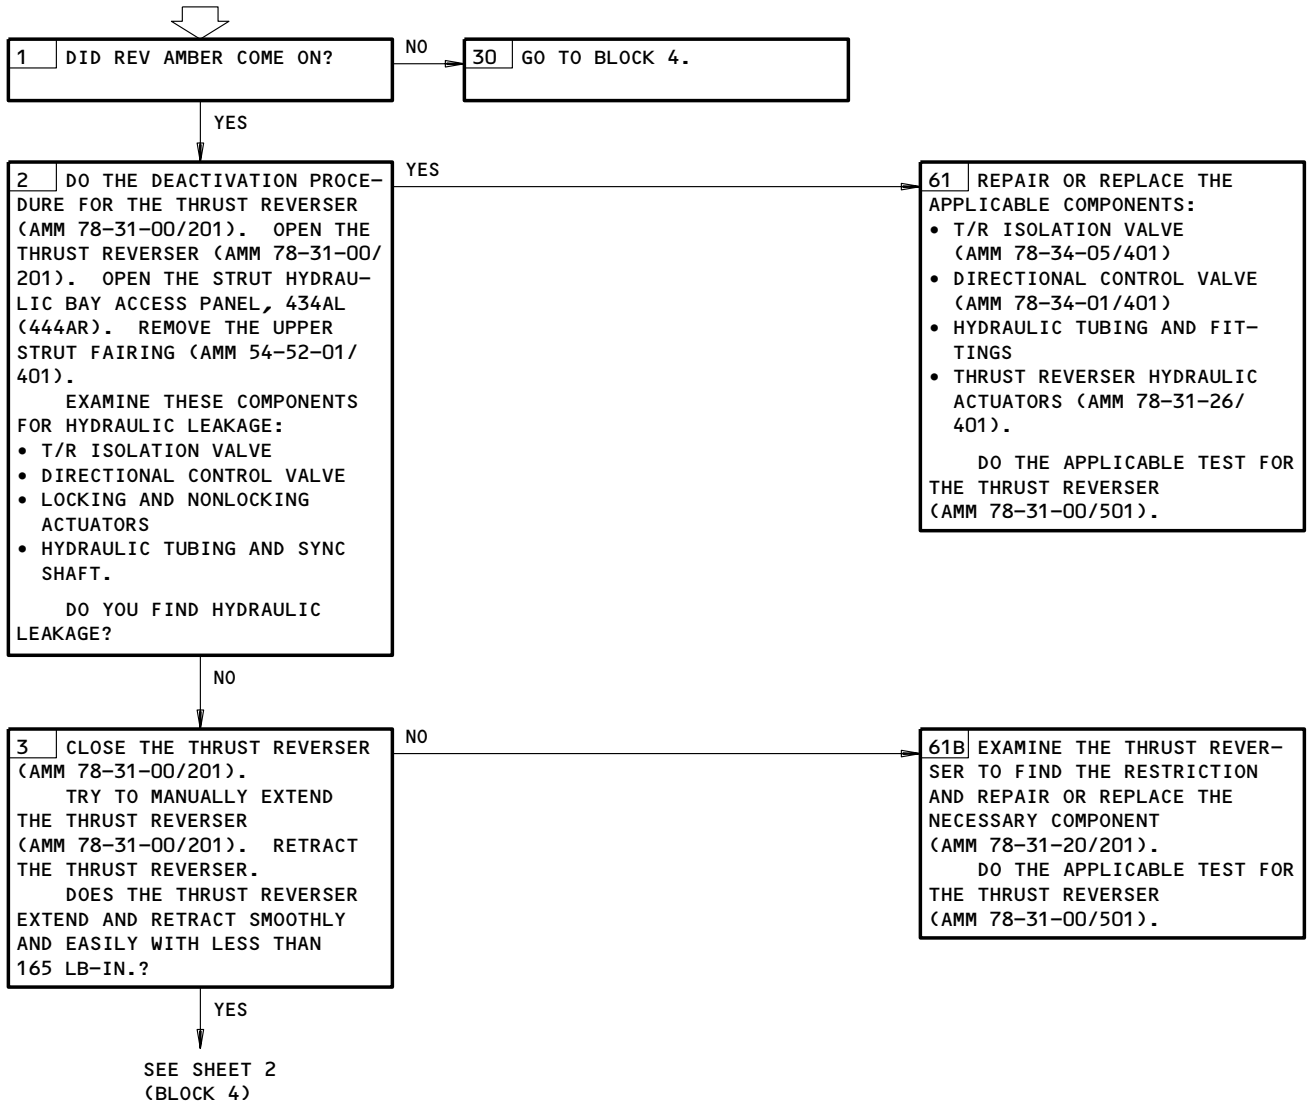 1 DID REV AMBER COME ON?
NO
30 GO TO BLOCK 4.
YES
2 DO THE DEACTIVATION PROCE-
DURE FOR THE THRUST REVERSER
(AMM 78-31-00/201). OPEN THE
THRUST REVERSER (AMM 78-31-00/
201). OPEN THE STRUT HYDRAU-
LIC BAY ACCESS PANEL, 434AL
(444AR). REMOVE THE UPPER
STRUT FAIRING (AMM 54-52-01/
401).
EXAMINE THESE COMPONENTS
FOR HYDRAULIC LEAKAGE:
• T/R ISOLATION VALVE
• DIRECTIONAL CONTROL VALVE
• LOCKING AND NONLOCKING
ACTUATORS
• HYDRAULIC TUBING AND SYNC
SHAFT.
DO YOU FIND HYDRAULIC
LEAKAGE?
YES
61 REPAIR OR REPLACE THE
APPLICABLE COMPONENTS:
• T/R ISOLATION VALVE
(AMM 78-34-05/401)
• DIRECTIONAL CONTROL VALVE
(AMM 78-34-01/401)
• HYDRAULIC TUBING AND FIT-
TINGS
• THRUST REVERSER HYDRAULIC
ACTUATORS (AMM 78-31-26/
401).
DO THE APPLICABLE TEST FOR
THE THRUST REVERSER
(AMM 78-31-00/501).
NO
3 CLOSE THE THRUST REVERSER
(AMM 78-31-00/201).
TRY TO MANUALLY EXTEND
THE THRUST REVERSER
(AMM 78-31-00/201). RETRACT
THE THRUST REVERSER.
DOES THE THRUST REVERSER
EXTEND AND RETRACT SMOOTHLY
AND EASILY WITH LESS THAN
165 LB-IN.?
NO
61B EXAMINE THE THRUST REVER-
SER TO FIND THE RESTRICTION
AND REPAIR OR REPLACE THE
NECESSARY COMPONENT
(AMM 78-31-20/201).
DO THE APPLICABLE TEST FOR
THE THRUST REVERSER
(AMM 78-31-00/501).
YES
SEE SHEET 2
(BLOCK 4)